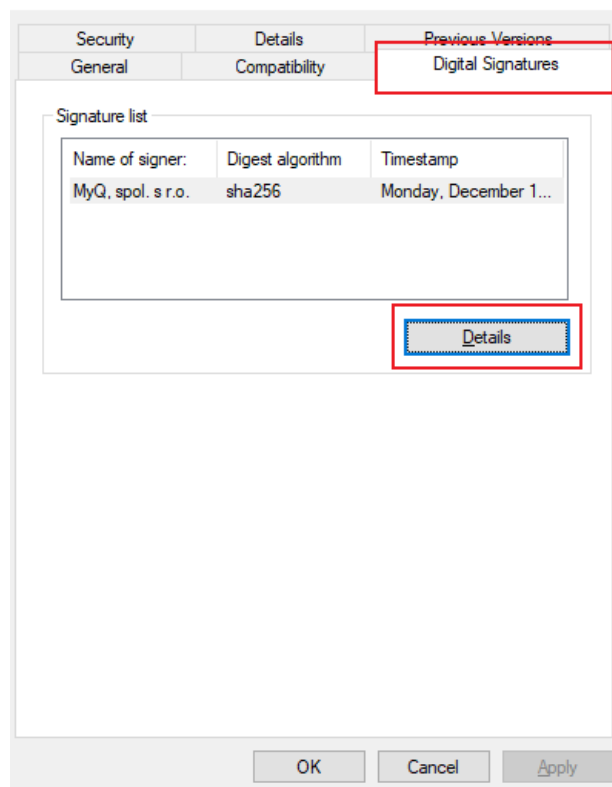 Security Details Previous Versions
General Compatibility Digital Signatures
Signature list
Name of signer: Digest algorithm Timestamp
MyQ, spol. s r.o. sha256 Monday, December 1...
Details
OK Cancel Apply